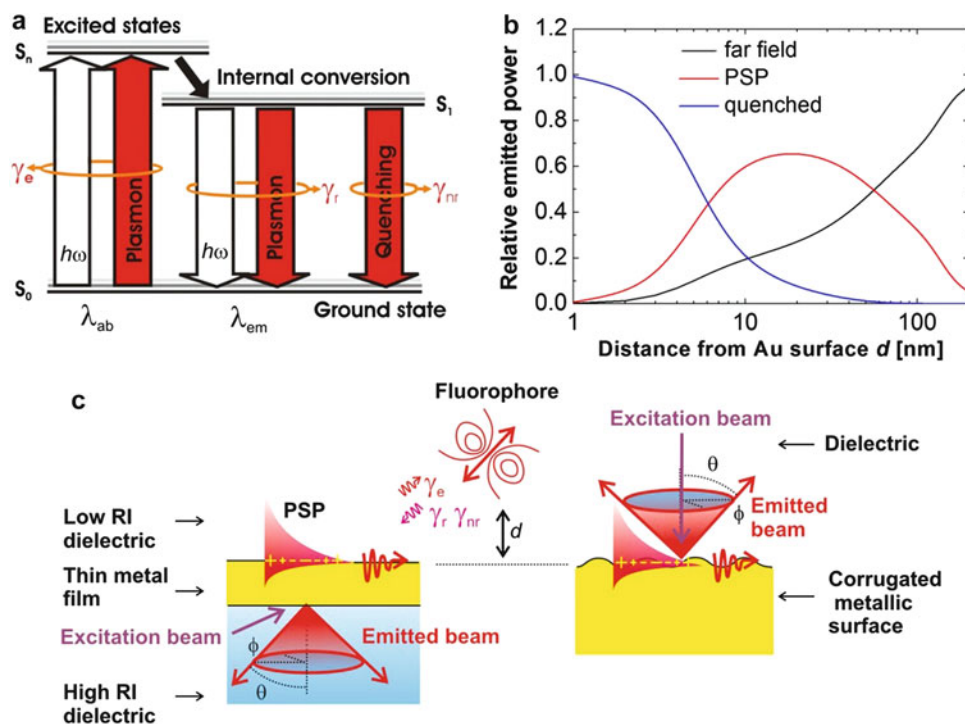 a
Excited states
Sn
Internal conversion
S1
γe
hω
Plasmon
hω
Plasmon
γr
Quenching
γnr
S0
Ground state
λab
λem
b
Relative emitted power
1.2
1.0
0.8
0.6
0.4
0.2
0.0
far field
PSP
quenched
1
10
100
Distance from Au surface d [nm]
c
Fluorophore
γe
γr γnr
d
PSP
Low RI
dielectric
Thin metal
film
Excitation beam
Emitted beam
ϕ
θ
High RI
dielectric
Excitation beam
Dielectric
θ
ϕ
Emitted
beam
Corrugated
metallic
surface